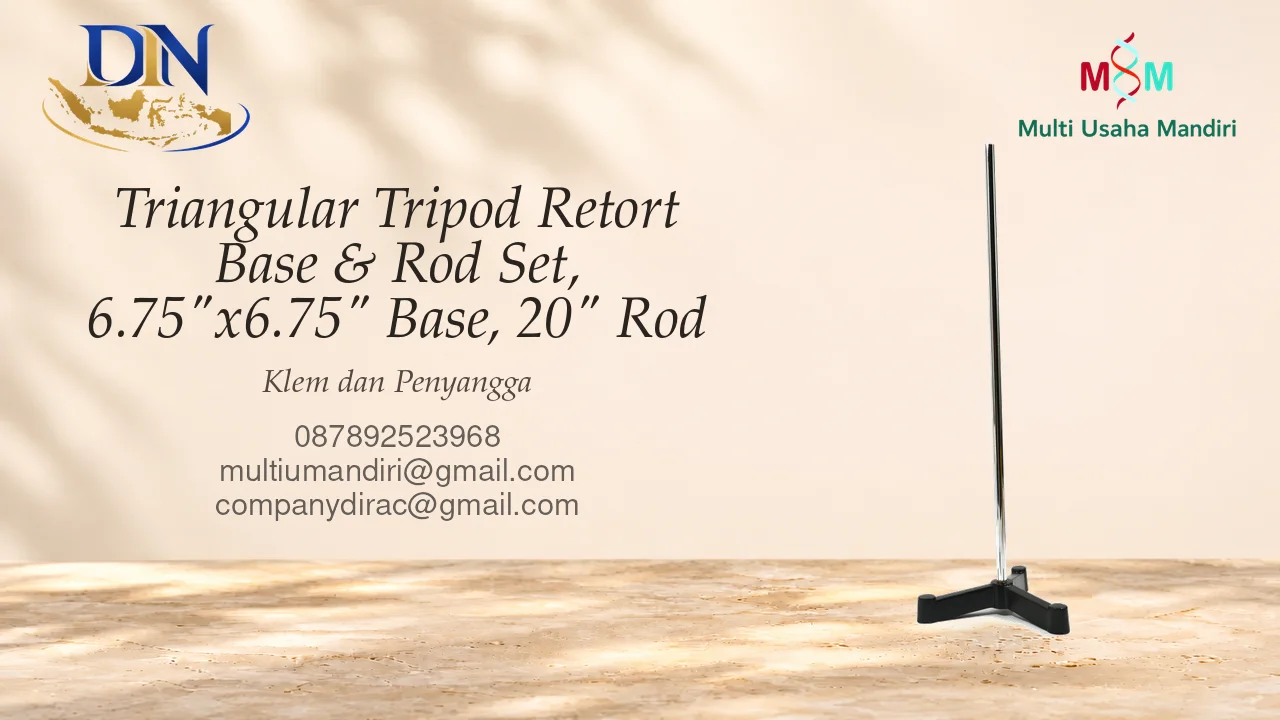 DIN
MSM
Multi Usaha Mandiri
Triangular Tripod Retort
Base & Rod Set,
6.75"x6.75" Base, 20" Rod
Klem dan Penyangga
087892523968
multiumandiri@gmail.com
companydirac@gmail.com